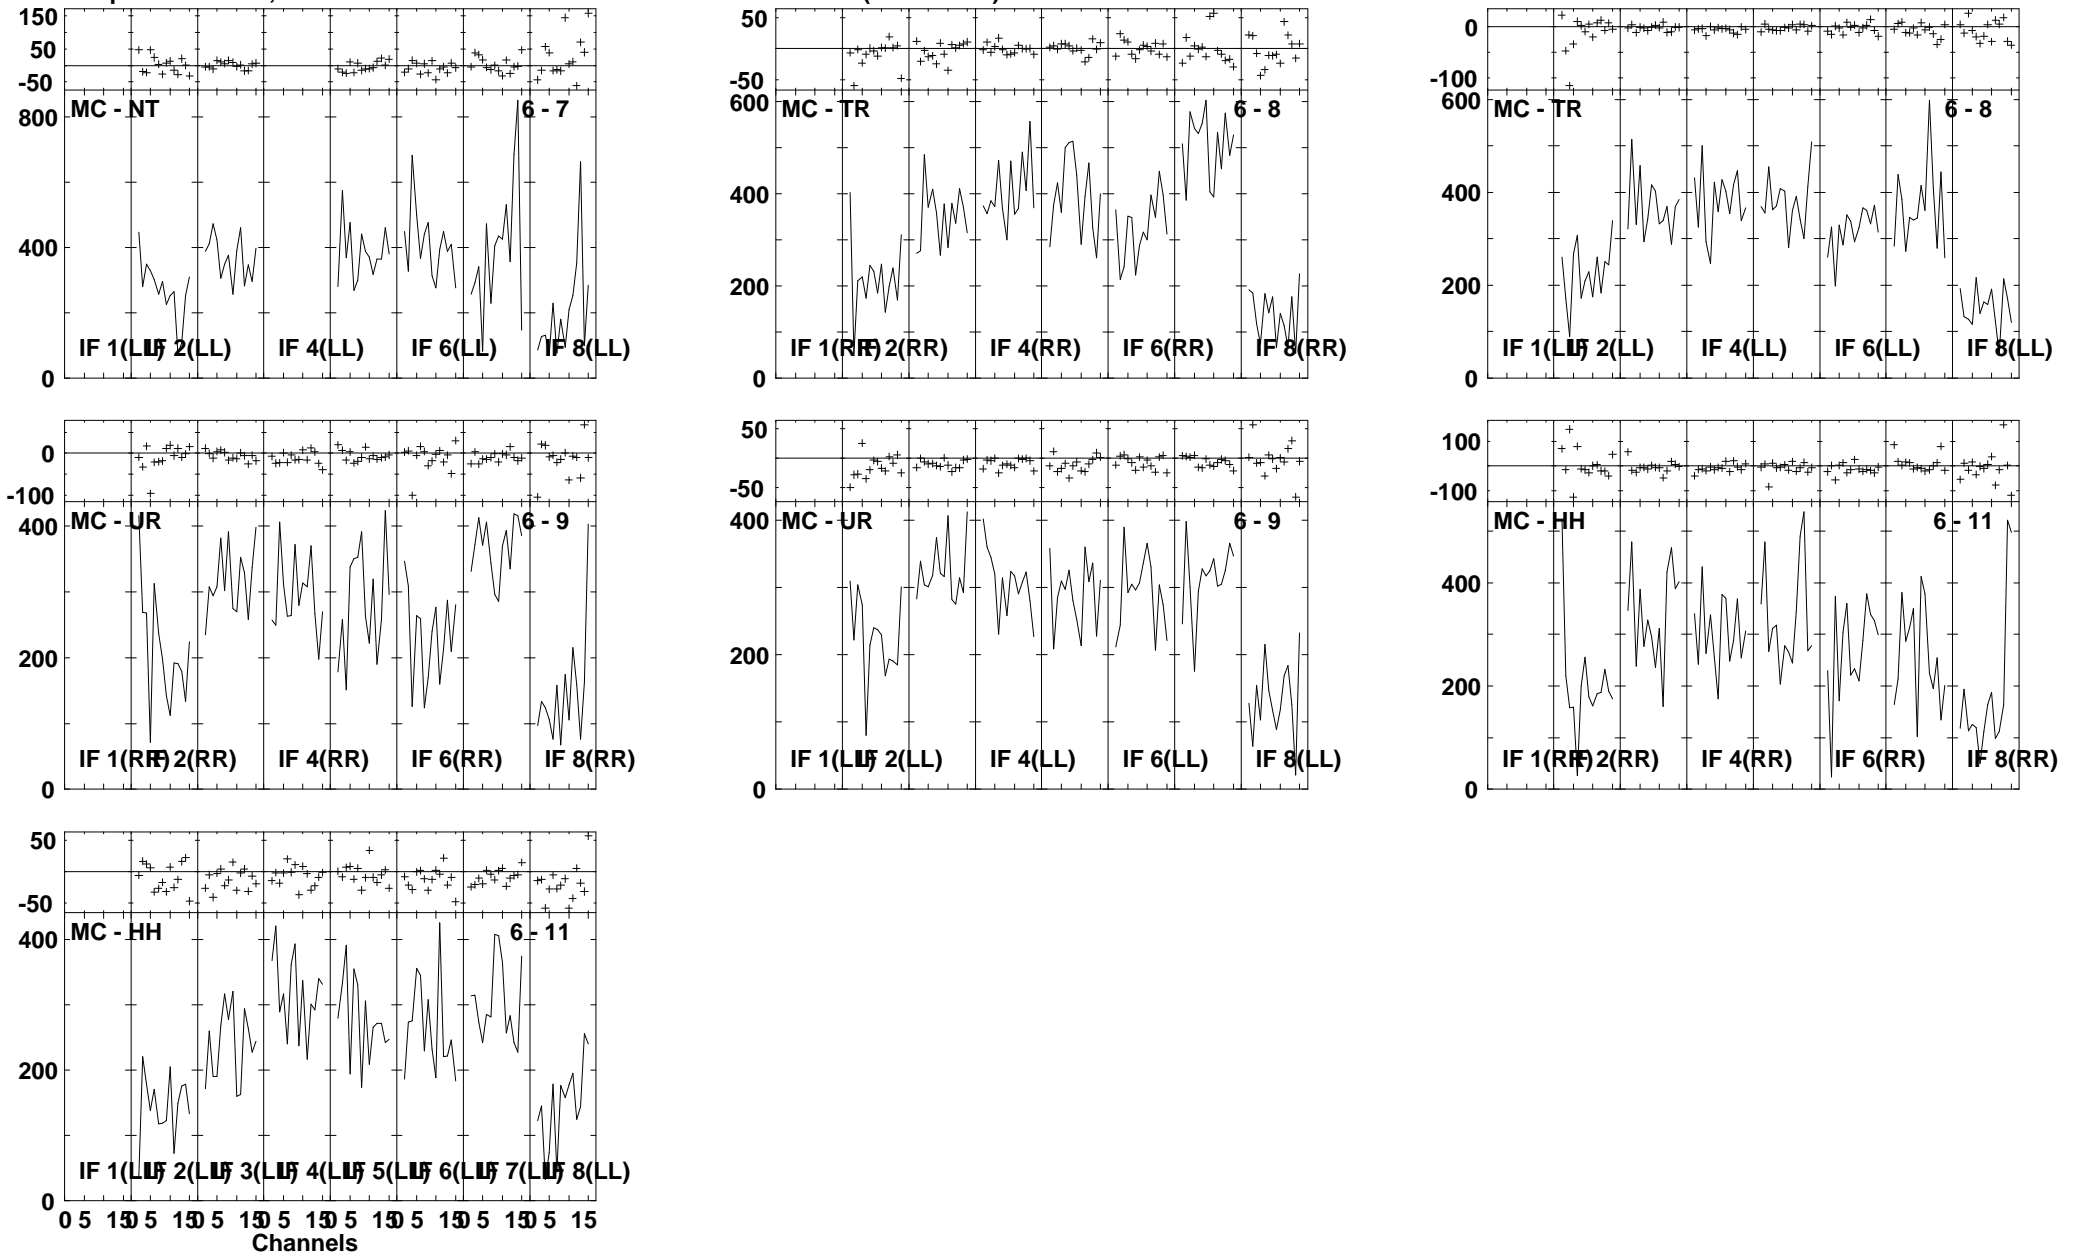 150
50
-50
MC - NT
6 - 7
800
400
0
IF 1(LL)
IF 2(LL)
IF 4(LL)
IF 6(LL)
IF 8(LL)
50
-50
MC - TR
6 - 8
600
400
200
0
IF 1(RR)
IF 2(RR)
IF 4(RR)
IF 6(RR)
IF 8(RR)
0
-100
MC - TR
6 - 8
600
400
200
0
IF 1(LL)
IF 2(LL)
IF 4(LL)
IF 6(LL)
IF 8(LL)
0
-100
MC - UR
6 - 9
400
200
0
IF 1(RR)
IF 2(RR)
IF 4(RR)
IF 6(RR)
IF 8(RR)
50
-50
MC - UR
6 - 9
400
200
0
IF 1(LL)
IF 2(LL)
IF 4(LL)
IF 6(LL)
IF 8(LL)
100
-100
MC - HH
6 - 11
400
200
0
IF 1(RR)
IF 2(RR)
IF 4(RR)
IF 6(RR)
IF 8(RR)
50
-50
MC - HH
6 - 11
400
200
0
IF 1(LL)
IF 2(LL)
IF 3(LL)
IF 4(LL)
IF 5(LL)
IF 6(LL)
IF 7(LL)
IF 8(LL)
0 5 15 0 5 15 0 5 15 0 5 15 0 5 15 0 5 15 0 5 15 0 5 15
Channels